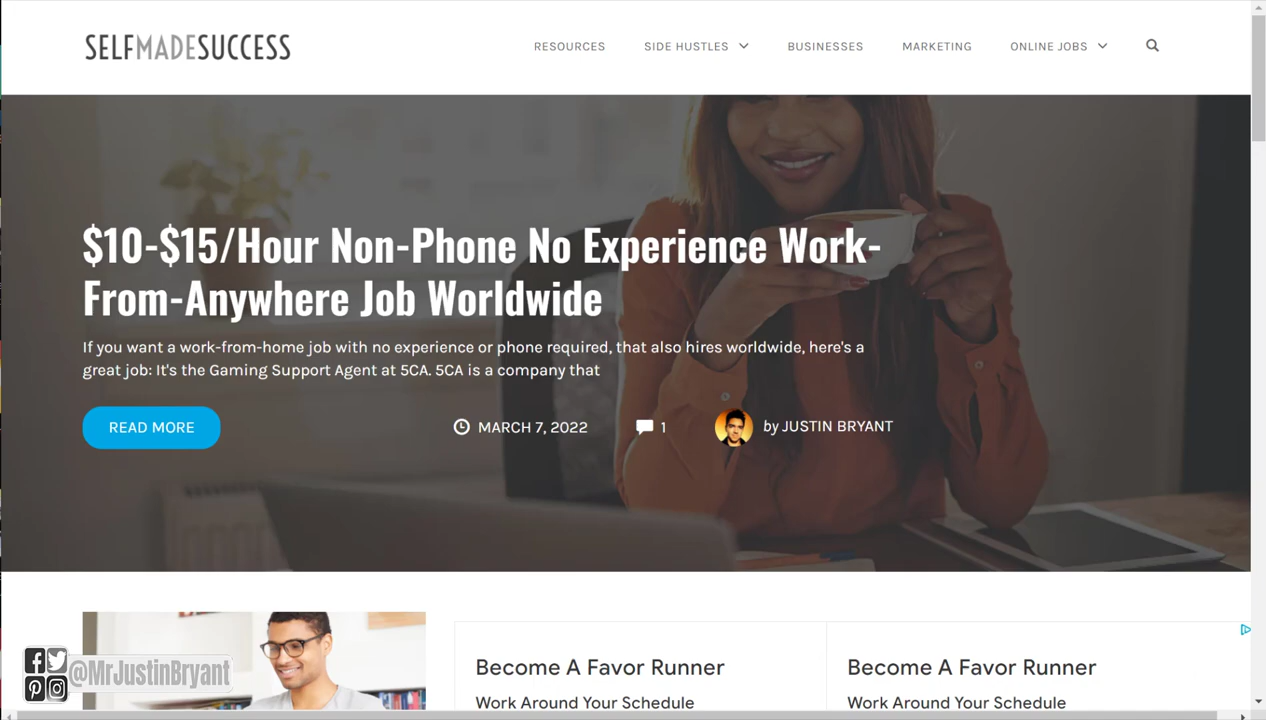 SELFMADESUCCESS
RESOURCES
SIDE HUSTLES
BUSINESSES
MARKETING
ONLINE JOBS
$10-$15/Hour Non-Phone No Experience Work-
From-Anywhere Job Worldwide
If you want a work-from-home job with no experience or phone required, that also hires worldwide, here's a
great job: It's the Gaming Support Agent at 5CA. 5CA is a company that
READ MORE
MARCH 7, 2022
1
by JUSTIN BRYANT
Become A Favor Runner
Become A Favor Runner
Work Around Your Schedule
Work Around Your Schedule
@MrJustinBryant